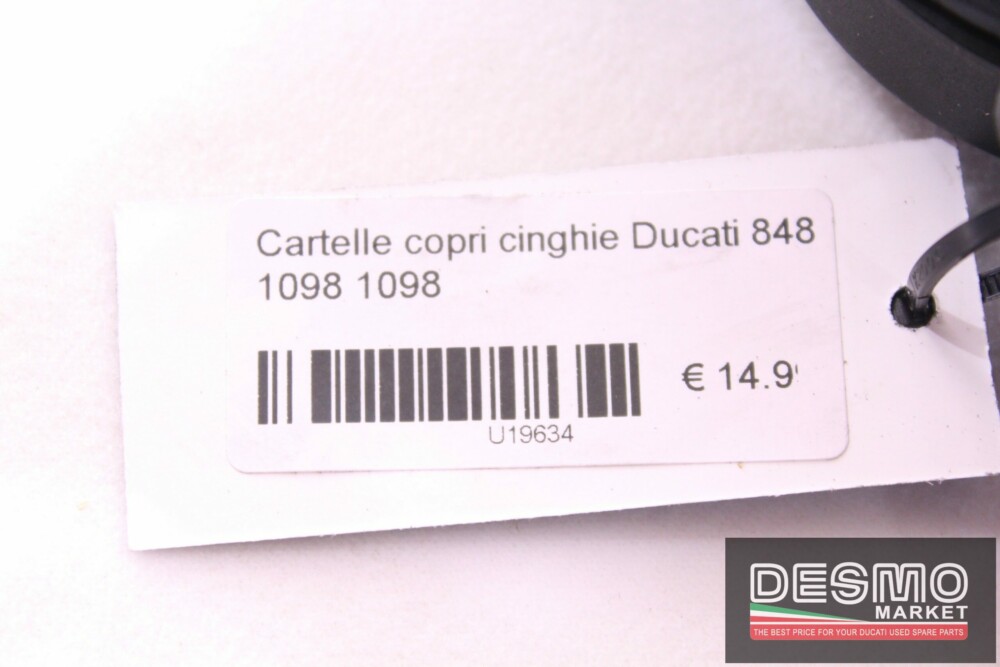 Cartelle copri cinghie Ducati 848
1098 1098
€ 14.9
U19634
DESMO
MARKET
THE BEST PRICE FOR YOUR DUCATI USED SPARE PARTS